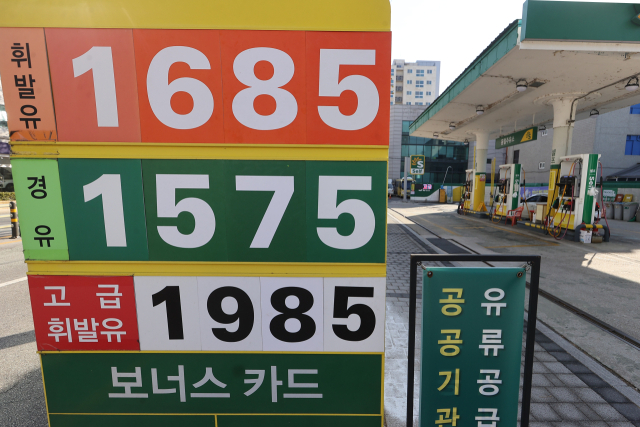 휘발유 1685
경유 1575
고급 휘발유 1985
보너스 카드
유류공급
공공기관